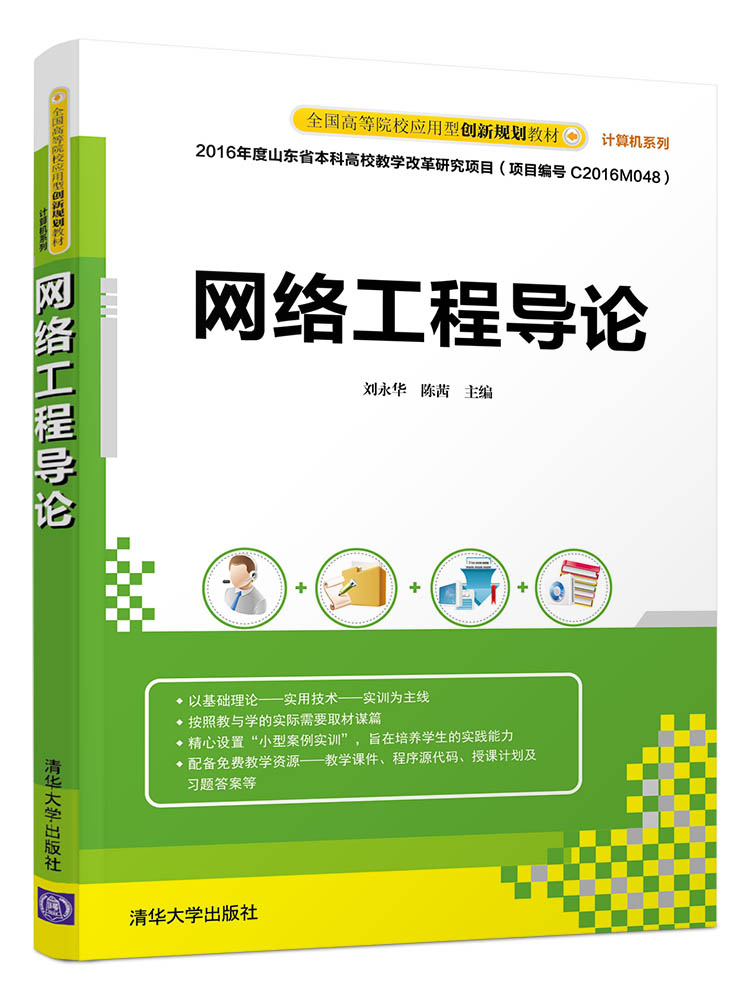 全国高等院校应用型创新规划教材
计算机系列
2016年度山东省本科高校教学改革研究项目（项目编号 C2016M048）
网络工程导论
刘永华 陈茜 主编
◆ 以基础理论——实用技术——实训为主线
◆ 按照教与学的实际需要取材谋篇
◆ 精心设置“小型案例实训”，旨在培养学生的实践能力
◆ 配备免费教学资源——教学课件、程序源代码、授课计划及
习题答案等
清华大学出版社
全国高等院校应用型创新规划教材
计算机系列
网络工程导论
清华大学出版社